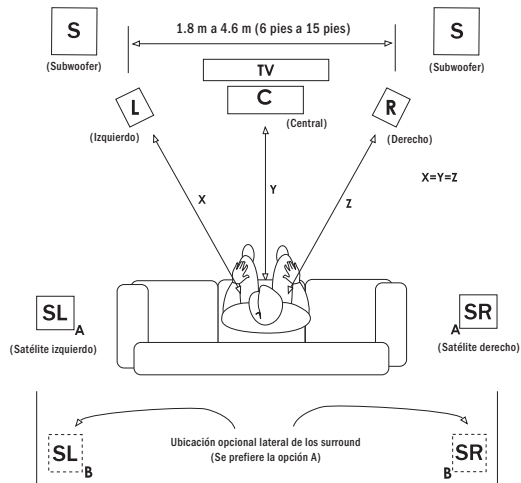 S
1.8 m a 4.6 m (6 pies a 15 pies)
S
(Subwoofer)
(Subwoofer)
TV
C
L
R
(Central)
(Izquierdo)
(Derecho)
X=Y=Z
X
Y
Z
SL
A
A
SR
(Satélite izquierdo)
(Satélite derecho)
Ubicación opcional lateral de los surround
(Se prefiere la opción A)
SL
B
SR
B